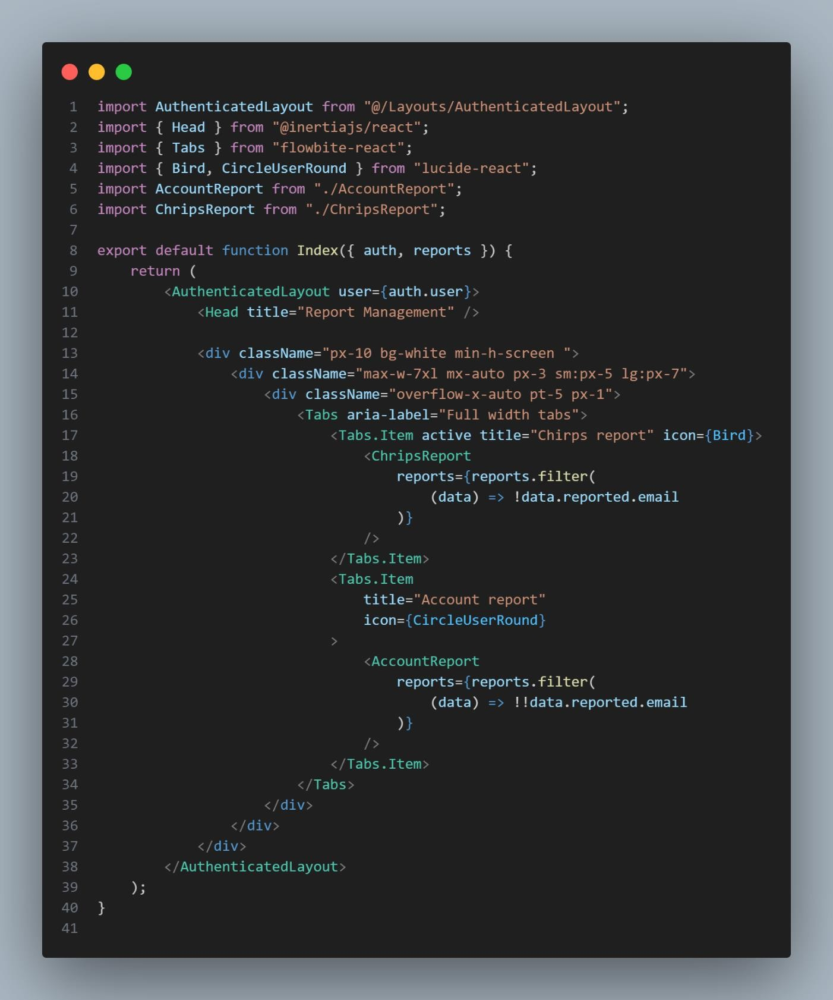 1 import AuthenticatedLayout from "@/Layouts/AuthenticatedLayout";
2 import { Head } from "@inertiajs/react";
3 import { Tabs } from "flowbite-react";
4 import { Bird, CircleUserRound } from "lucide-react";
5 import AccountReport from "./AccountReport";
6 import ChripsReport from "./ChripsReport";
7
8 export default function Index({ auth, reports }) {
9     return (
10         <AuthenticatedLayout user={auth.user}>
11             <Head title="Report Management" />
12
13             <div className="px-10 bg-white min-h-screen ">
14                 <div className="max-w-7xl mx-auto px-3 sm:px-5 lg:px-7">
15                     <div className="overflow-x-auto pt-5 px-1">
16                         <Tabs aria-label="Full width tabs">
17                             <Tabs.Item active title="Chirps report" icon={Bird}>
18                                 <ChripsReport
19                                     reports={reports.filter(
20                                         (data) => !data.reported.email
21                                     )}
22                                 />
23                             </Tabs.Item>
24                             <Tabs.Item
25                                 title="Account report"
26                                 icon={CircleUserRound}
27                             >
28                                 <AccountReport
29                                     reports={reports.filter(
30                                         (data) => !!data.reported.email
31                                     )}
32                                 />
33                             </Tabs.Item>
34                         </Tabs>
35                     </div>
36                 </div>
37             </div>
38         </AuthenticatedLayout>
39     );
40 }
41